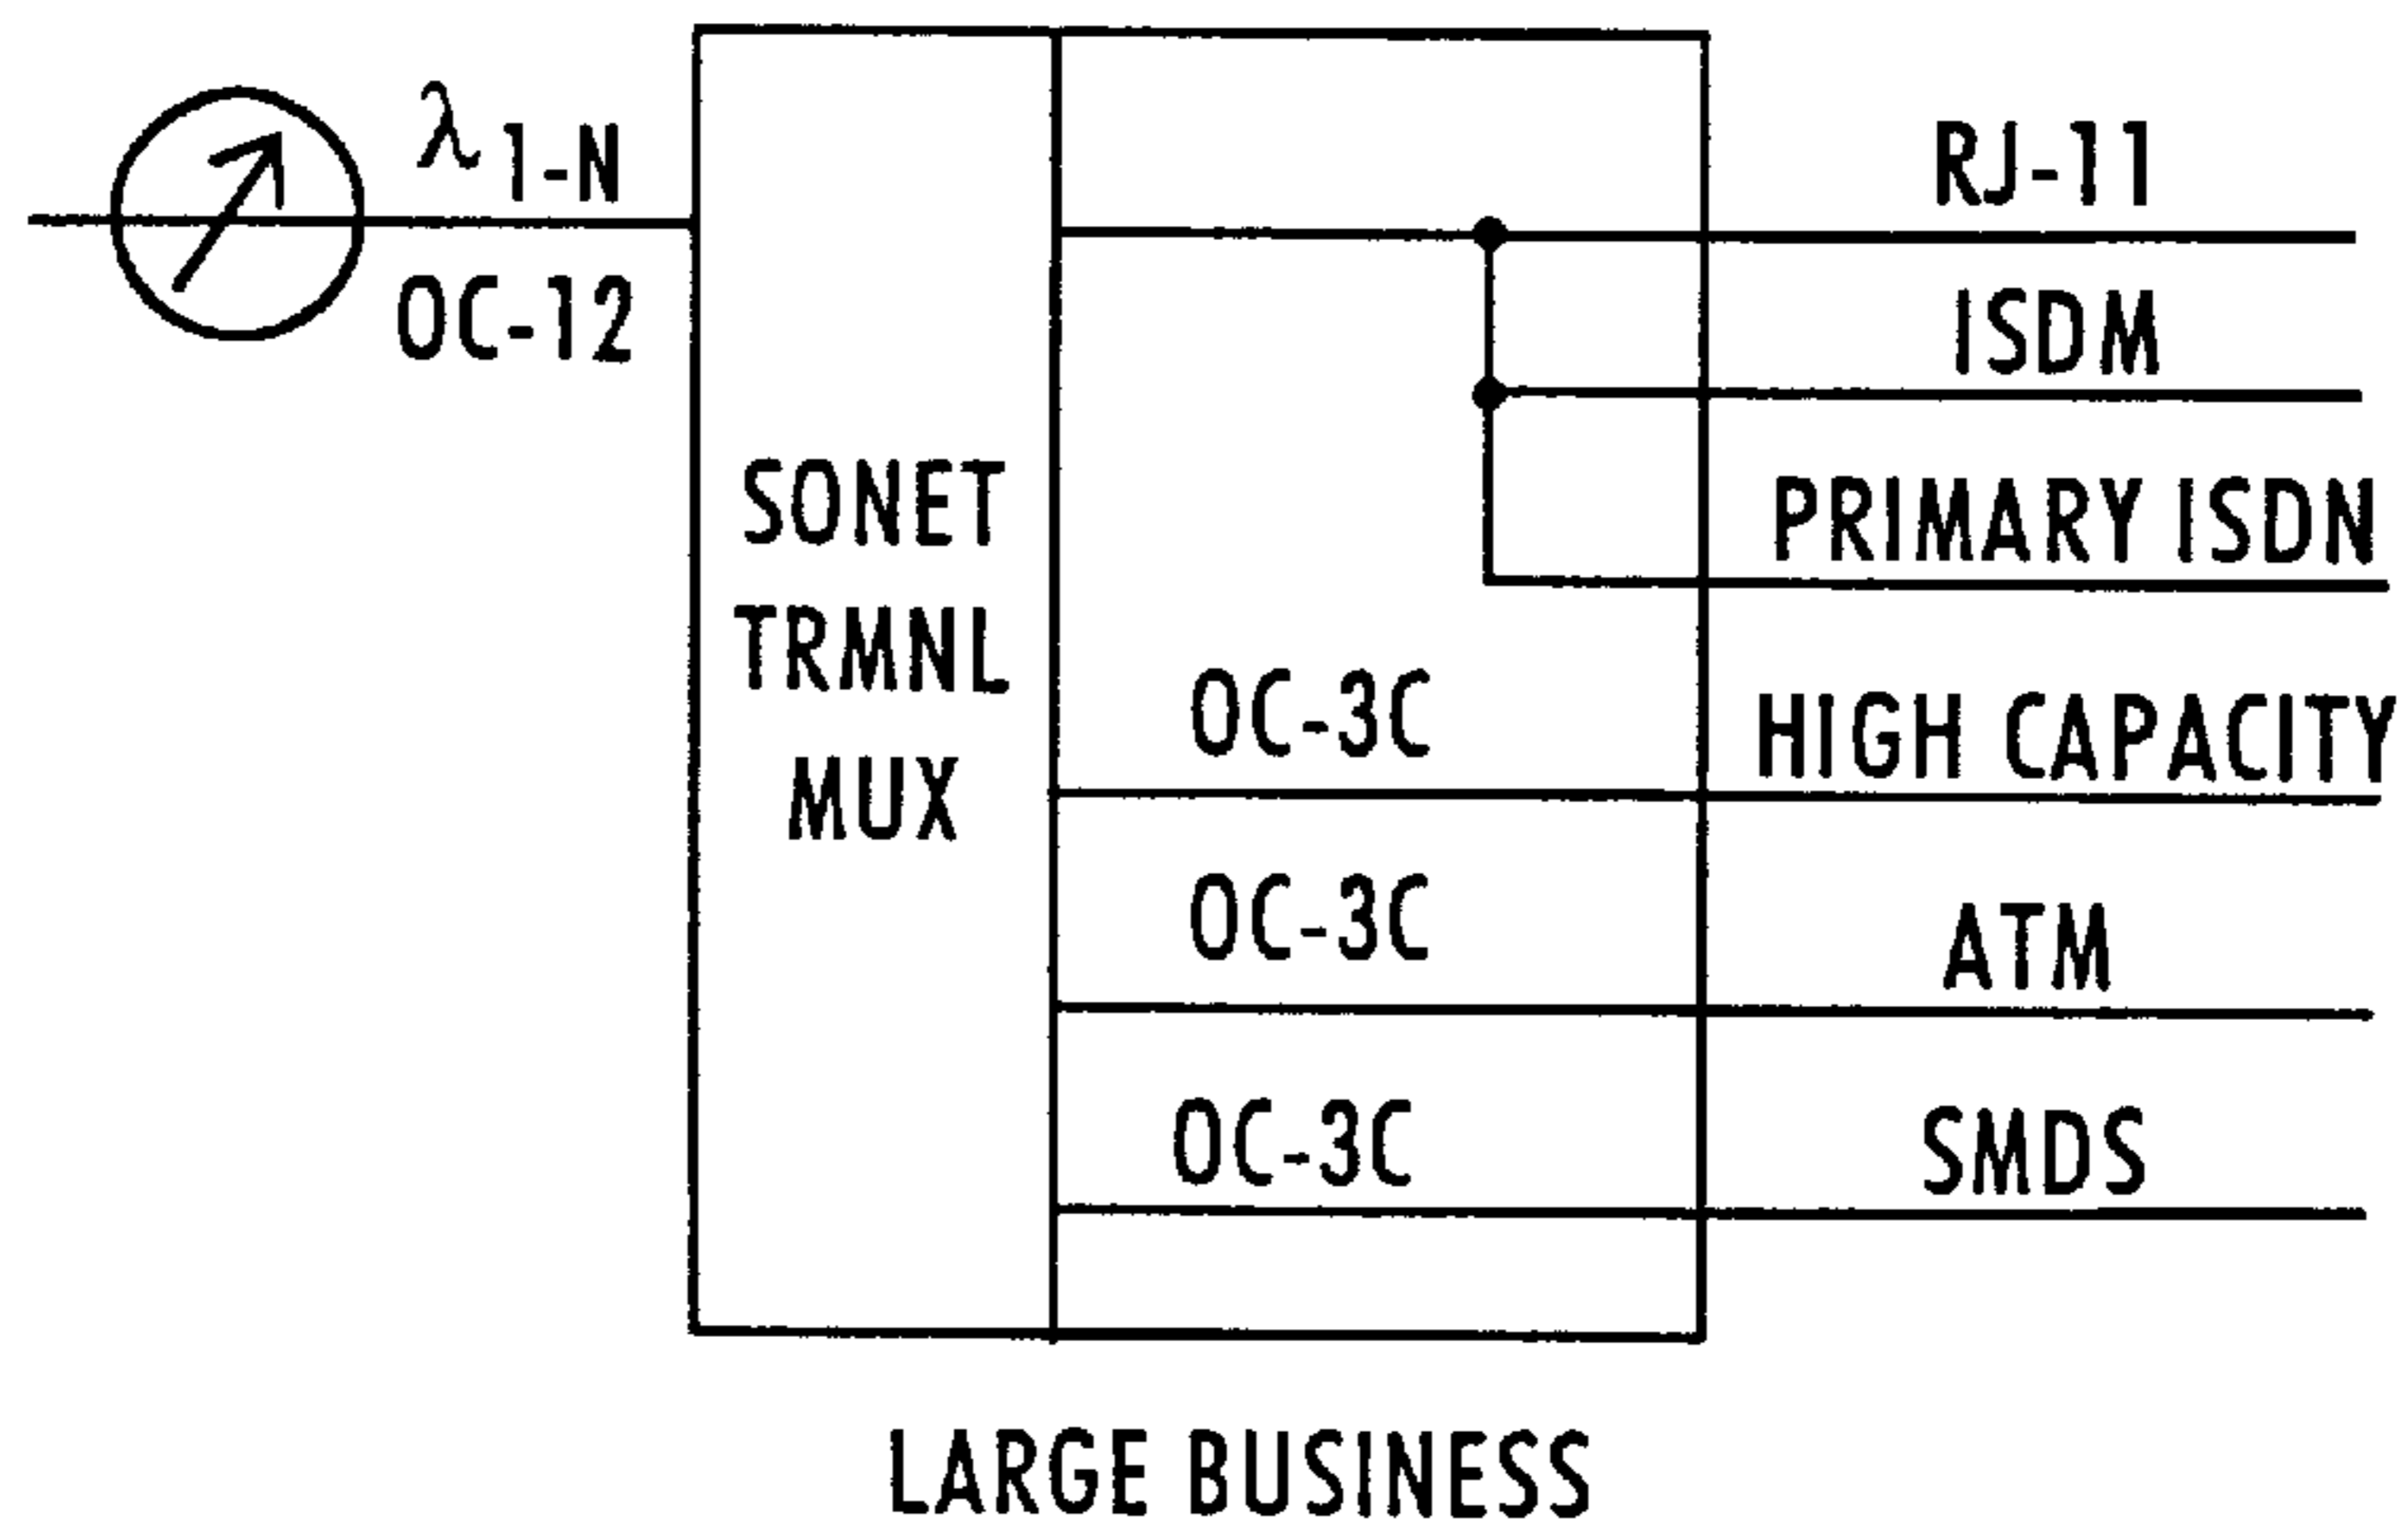 λ 1-N
OC-12
SONET
TRMNL
MUX
RJ-11
ISDM
PRIMARY ISDN
OC-3C
HIGH CAPACITY
OC-3C
ATM
OC-3C
SMDS
LARGE BUSINESS